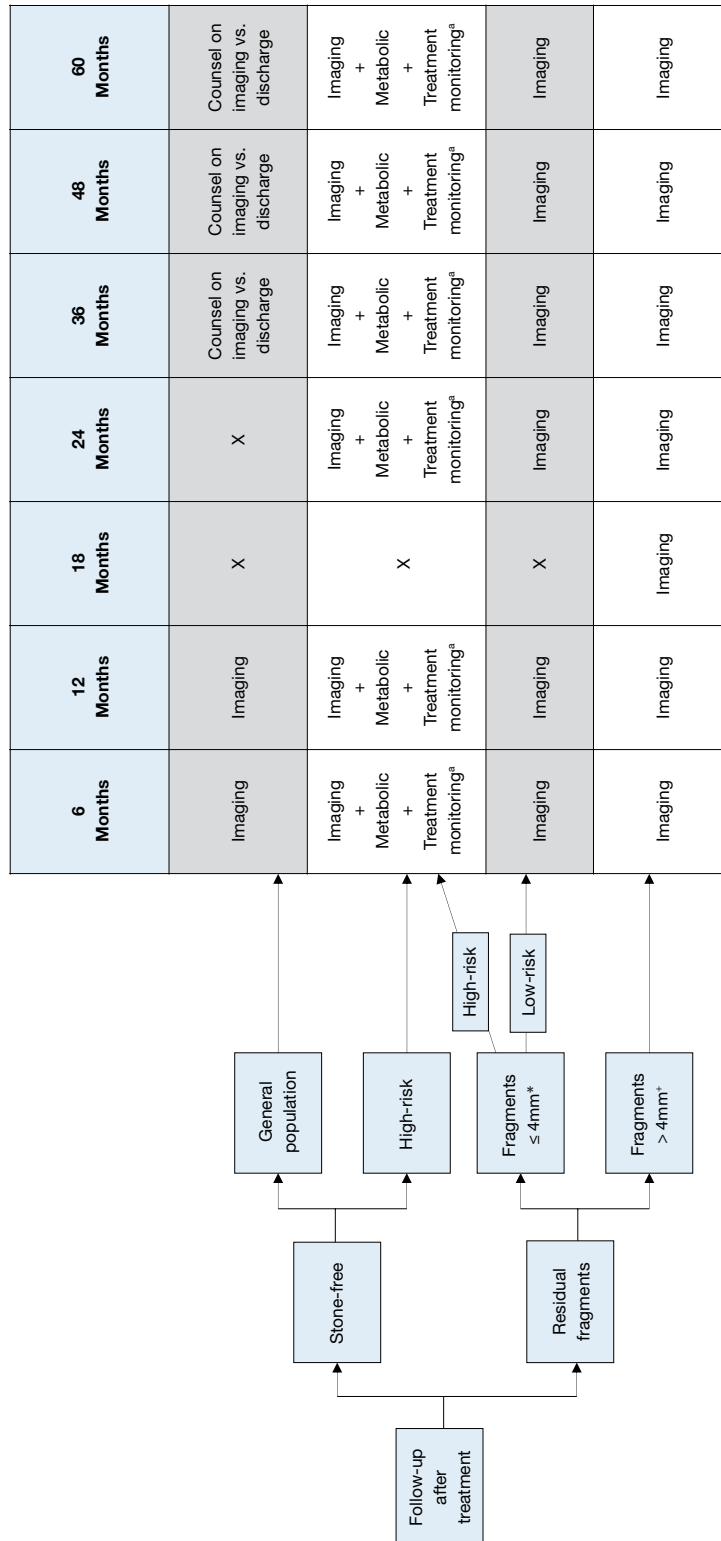 Follow-up
after
treatment
Stone-free
Residual
fragments
General
population
High-risk
Fragments
≤ 4mm*
Fragments
> 4mm⁺
High-risk
Low-risk
6
Months
12
Months
18
Months
24
Months
36
Months
48
Months
60
Months
Imaging
Imaging
X
X
Counsel on
imaging vs.
discharge
Counsel on
imaging vs.
discharge
Counsel on
imaging vs.
discharge
Imaging
+
Metabolic
+
Treatment
monitoringᵃ
Imaging
+
Metabolic
+
Treatment
monitoringᵃ
X
Imaging
+
Metabolic
+
Treatment
monitoringᵃ
Imaging
+
Metabolic
+
Treatment
monitoringᵃ
Imaging
+
Metabolic
+
Treatment
monitoringᵃ
Imaging
+
Metabolic
+
Treatment
monitoringᵃ
Imaging
Imaging
X
Imaging
Imaging
Imaging
Imaging
Imaging
Imaging
Imaging
Imaging
Imaging
Imaging
Imaging